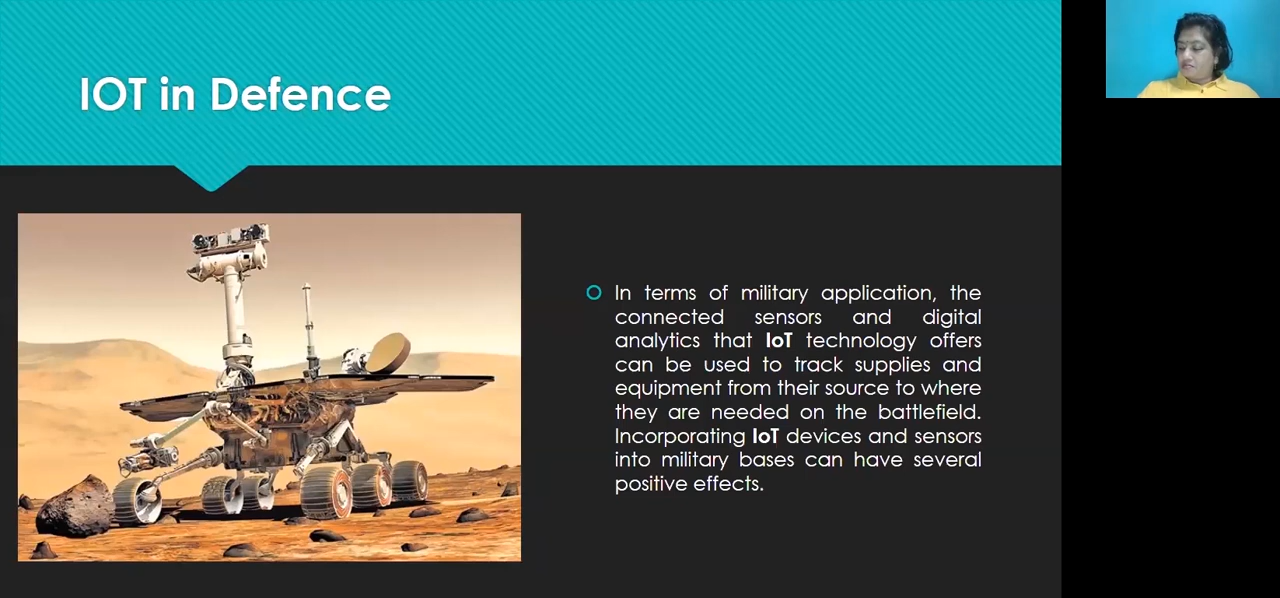 IOT in Defence
In terms of military application, the
connected sensors and digital
analytics that IoT technology offers
can be used to track supplies and
equipment from their source to where
they are needed on the battlefield.
Incorporating IoT devices and sensors
into military bases can have several
positive effects.